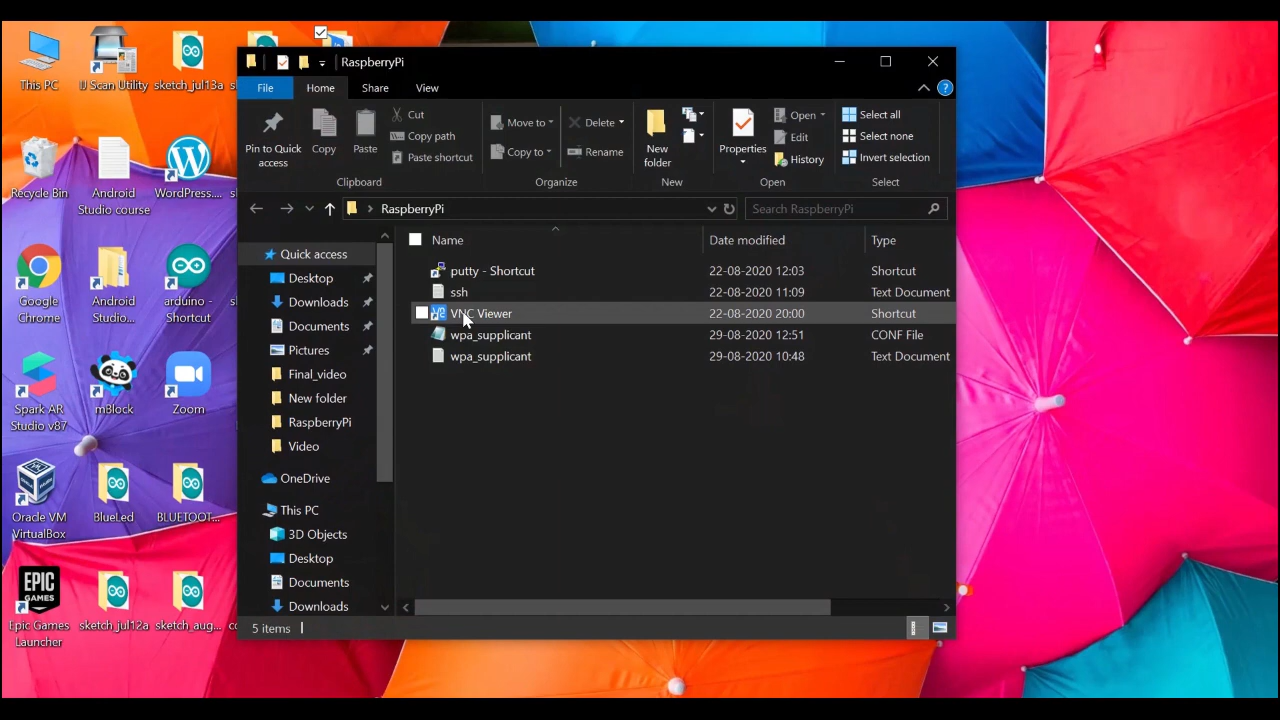 This PC
IJ Scan Utility
sketch_jul13a
Recycle Bin
Android
Studio course
WordPress....
Google
Chrome
Android
Studio...
arduino -
Shortcut
Spark AR
Studio v87
mBlock
Zoom
Oracle VM
VirtualBox
BlueLed
BLUETOOT...
EPIC
GAMES
Epic Games
Launcher
sketch_jul12a
sketch_aug...
RaspberryPi
File
Home
Share
View
Pin to Quick
access
Copy
Paste
Cut
Copy path
Paste shortcut
Clipboard
Move to
Copy to
Delete
Rename
Organize
New
folder
New
Properties
Open
Edit
History
Open
Select all
Select none
Invert selection
Select
RaspberryPi
Search RaspberryPi
Quick access
Desktop
Downloads
Documents
Pictures
Final_video
New folder
RaspberryPi
Video
OneDrive
This PC
3D Objects
Desktop
Documents
Downloads
Name Date modified Type
putty - Shortcut 22-08-2020 12:03 Shortcut
ssh 22-08-2020 11:09 Text Document
VNC Viewer 22-08-2020 20:00 Shortcut
wpa_supplicant 29-08-2020 12:51 CONF File
wpa_supplicant 29-08-2020 10:48 Text Document
5 items